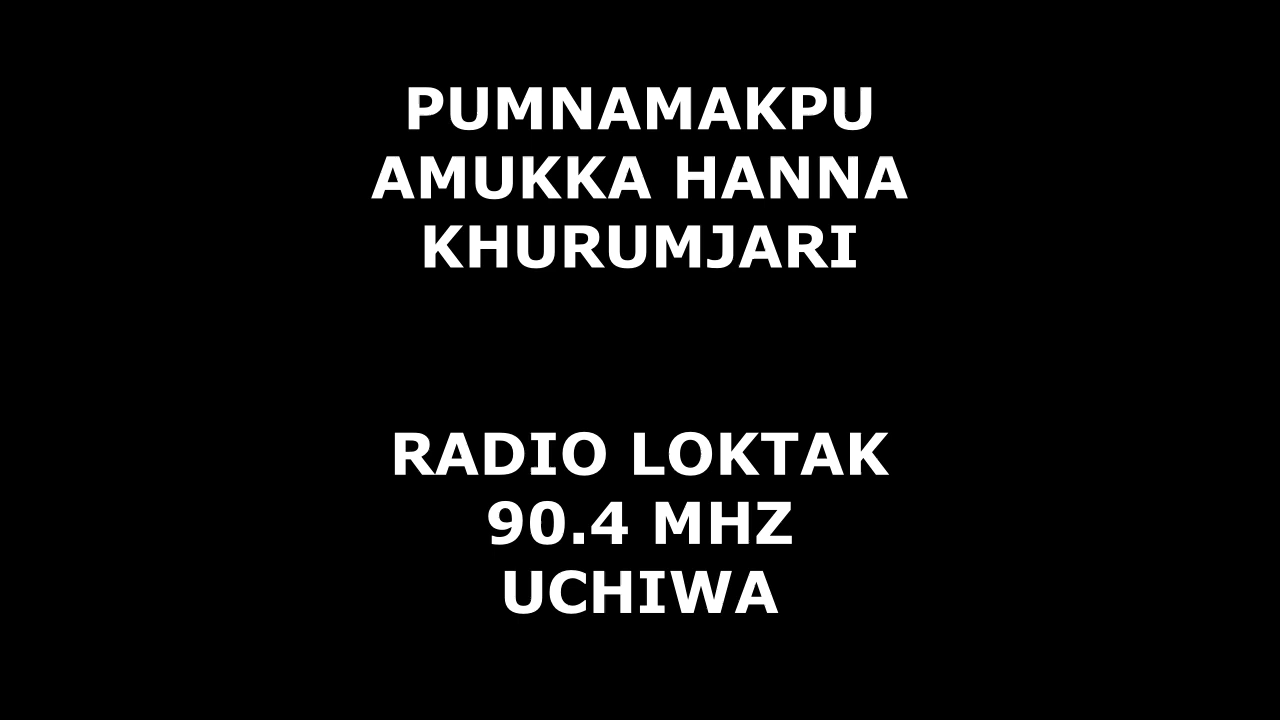 PUMNAMAKPU
AMUKKA HANNA
KHURUMJARI
RADIO LOKTAK
90.4 MHZ
UCHIWA